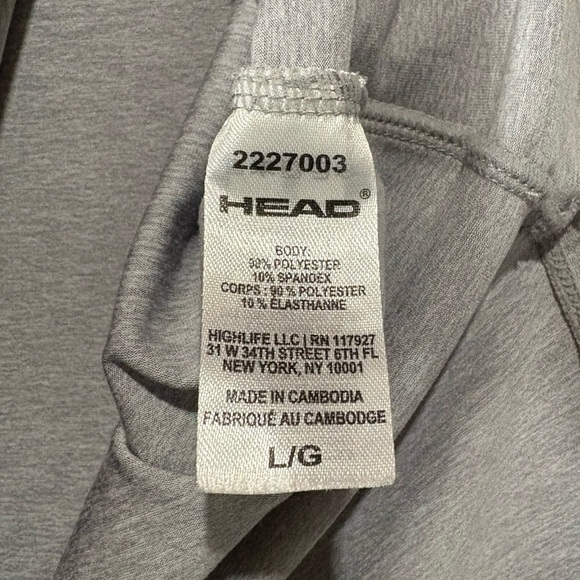 2227003
HEAD®
BODY:
90% POLYESTER
10% SPANDEX
CORPS : 90 % POLYESTER
10 % ÉLASTHANNE
HIGHLIFE LLC | RN 117927
31 W 34TH STREET 6TH FL
NEW YORK, NY 10001
MADE IN CAMBODIA
FABRIQUÉ AU CAMBODGE
L/G